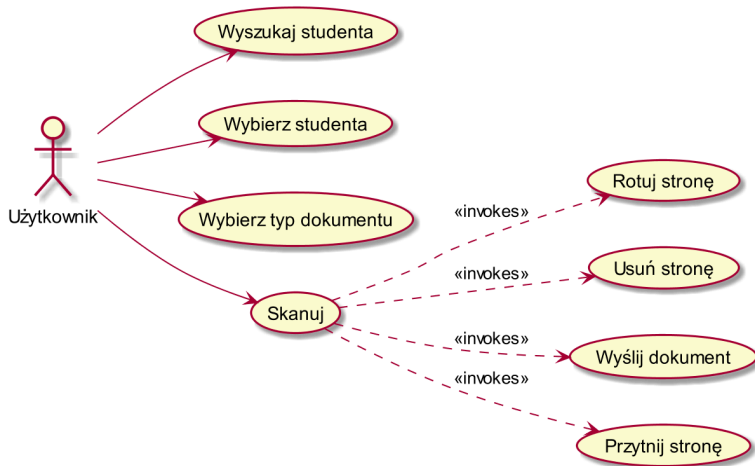 Wyszukaj studenta
Wybierz studenta
Użytkownik
Wybierz typ dokumentu
Skanuj
«invokes»
Rotuj stronę
«invokes»
Usuń stronę
«invokes»
Wyślij dokument
«invokes»
Przytnij stronę